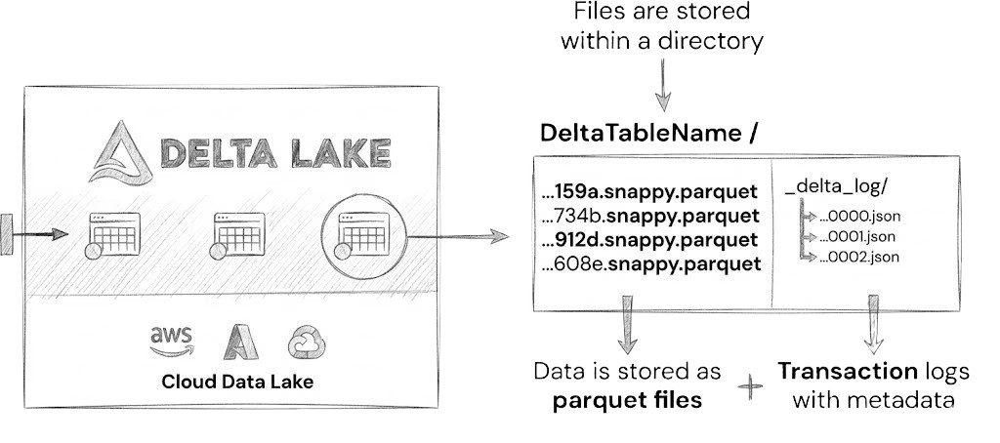 Files are stored
within a directory
DeltaTableName /
DELTA LAKE
...159a.snappy.parquet
...734b.snappy.parquet
...912d.snappy.parquet
...608e.snappy.parquet
_delta_log/
...0000.json
...0001.json
...0002.json
aws
Cloud Data Lake
Data is stored as
parquet files
+
Transaction logs
with metadata